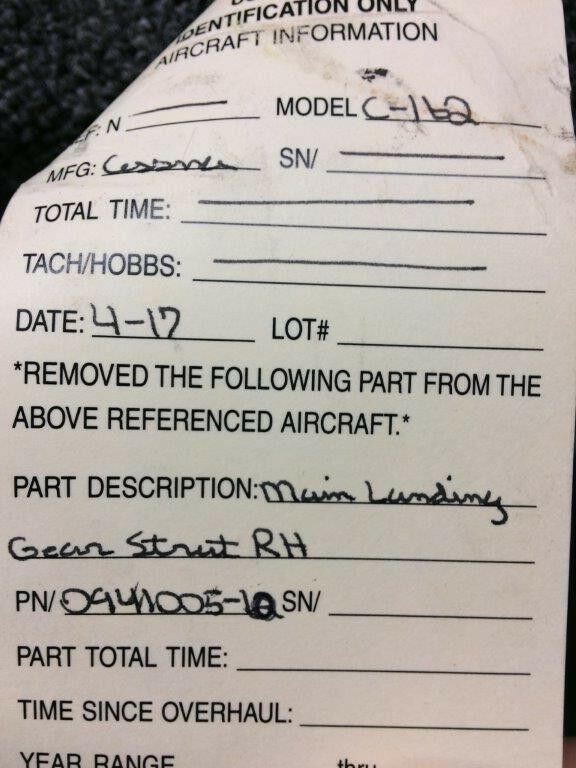 IDENTIFICATION ONLY
AIRCRAFT INFORMATION
F: N MODEL C-162
MFG: Cessna SN/
TOTAL TIME:
TACH/HOBBS:
DATE: 4-17 LOT#
*REMOVED THE FOLLOWING PART FROM THE
ABOVE REFERENCED AIRCRAFT.*
PART DESCRIPTION: Main Landing
Gear Strut RH
PN/ 0941005-10 SN/
PART TOTAL TIME:
TIME SINCE OVERHAUL:
YEAR RANGE thru